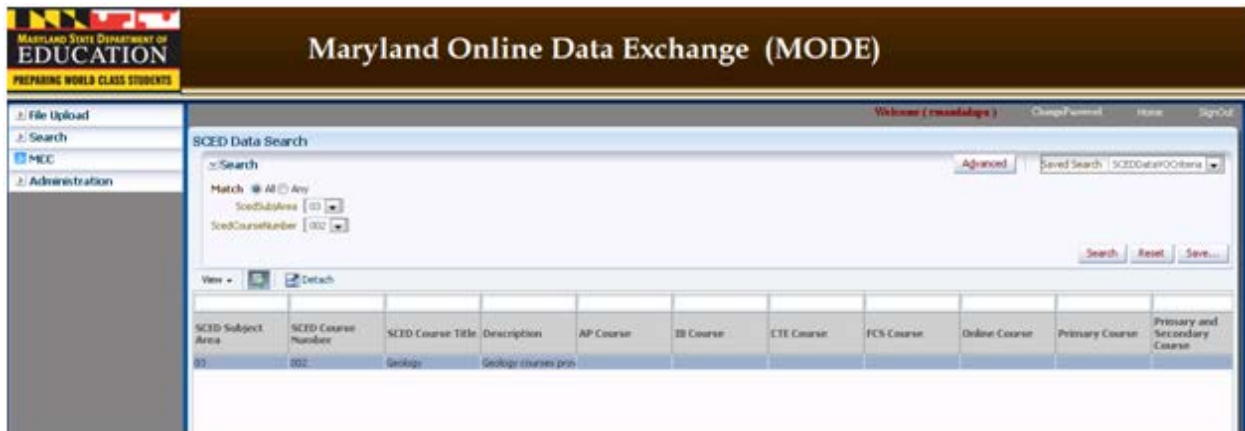 MARYLAND STATE DEPARTMENT OF
EDUCATION
PREPARING WORLD CLASS STUDENTS
Maryland Online Data Exchange (MODE)
File Upload
Search
MCC
Administration
Welcome
ChangePassword
Home
SignOut
SCED Data Search
Search
Advanced
Saved Search SCEDDataVOCriteria
Match All Any
ScedSubArea 03
ScedCourseNumber 002
Search Reset Save...
View Detach
SCED Subject Area
SCED Course Number
SCED Course Title
Description
AP Course
IB Course
CTE Course
FCS Course
Online Course
Primary Course
Primary and Secondary Course
03 002 Geology Geology courses prov